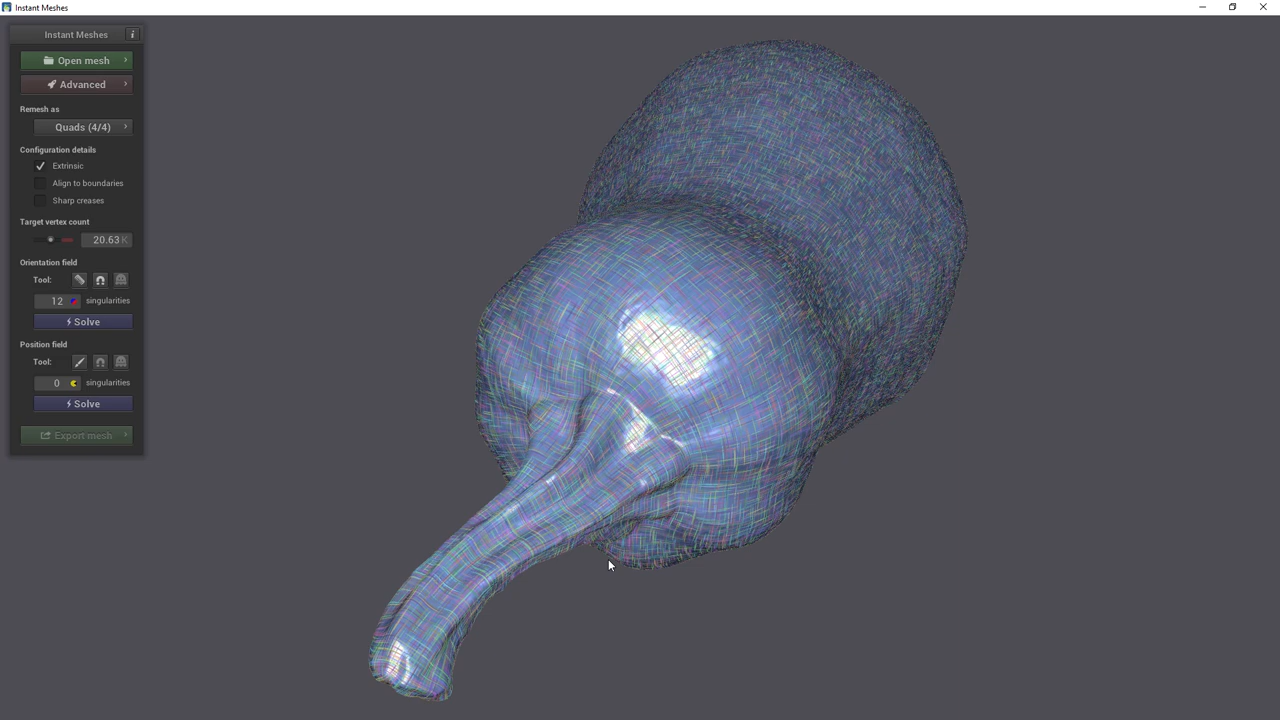 Instant Meshes
Instant Meshes i
Open mesh
Advanced
Remesh as
Quads (4/4)
Configuration details
Extrinsic
Align to boundaries
Sharp creases
Target vertex count
20.63 K
Orientation field
Tool:
12 singularities
Solve
Position field
Tool:
0 singularities
Solve
Export mesh